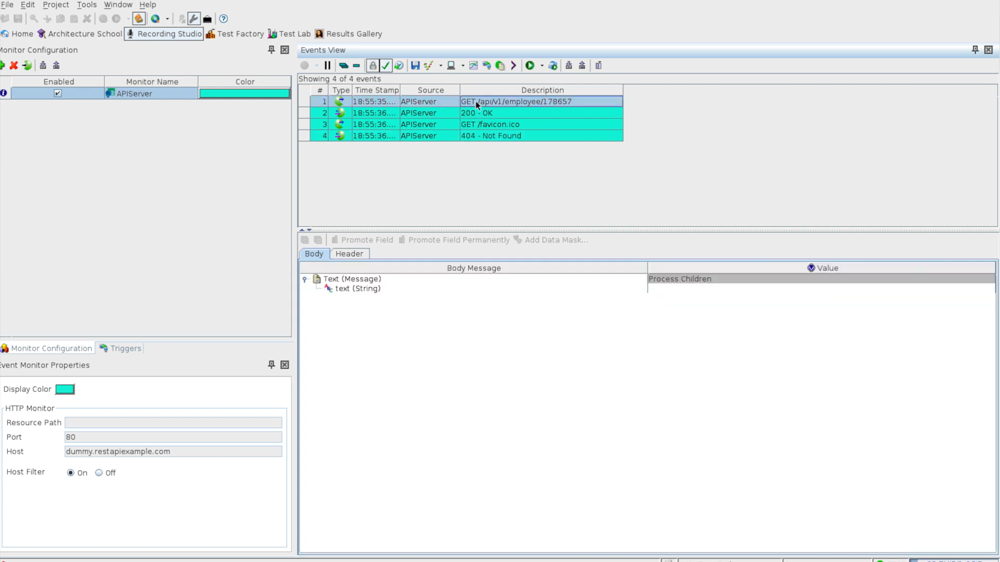 File Edit Project Tools Window Help
Home Architecture School Recording Studio Test Factory Test Lab Results Gallery
Monitor Configuration
Enabled Monitor Name Color
APIServer
Monitor Configuration Triggers
Event Monitor Properties
Display Color
HTTP Monitor
Resource Path
Port 80
Host dummy.restapiexample.com
Host Filter On Off
Events View
Showing 4 of 4 events
# Type Time Stamp Source Description
1 18:55:35.... APIServer GET /api/v1/employee/178657
2 18:55:36.... APIServer 200 - OK
3 18:55:36.... APIServer GET /favicon.ico
4 18:55:36.... APIServer 404 - Not Found
Promote Field Promote Field Permanently Add Data Mask...
Body Header
Body Message Value
Text (Message) Process Children
text (String)